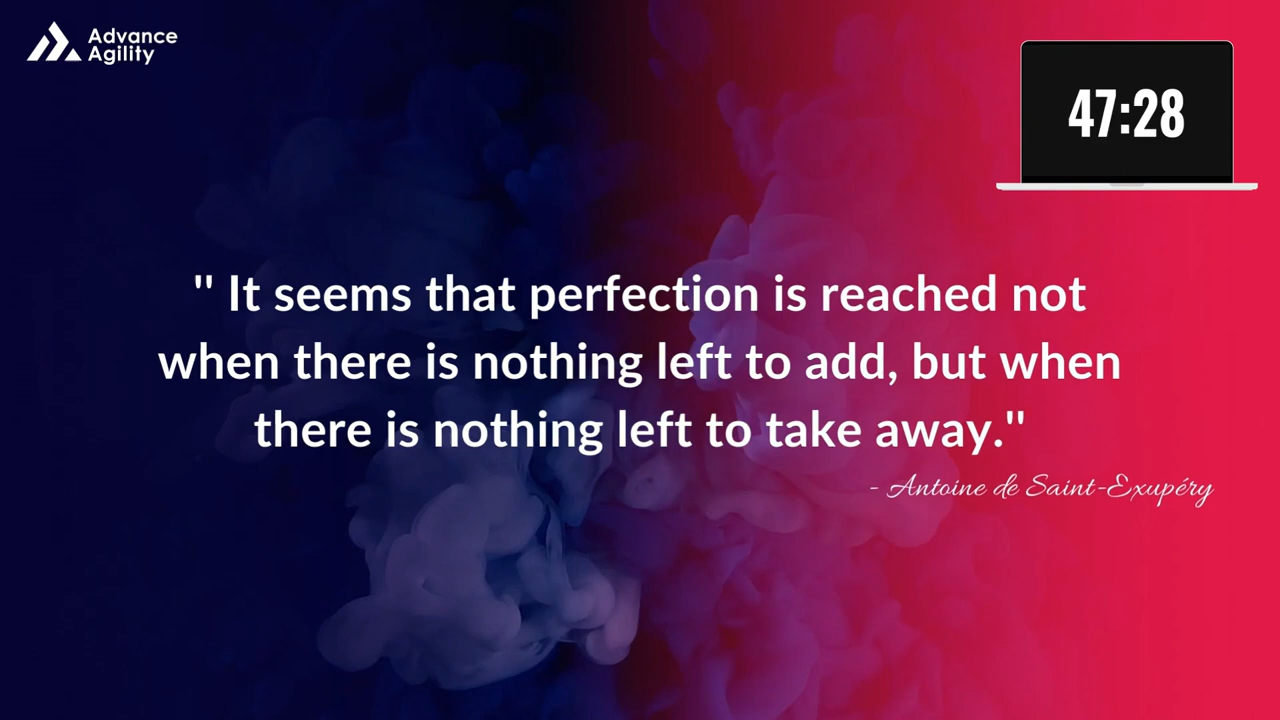 Advance
Agility
47:28
" It seems that perfection is reached not
when there is nothing left to add, but when
there is nothing left to take away."
- Antoine de Saint-Exupéry